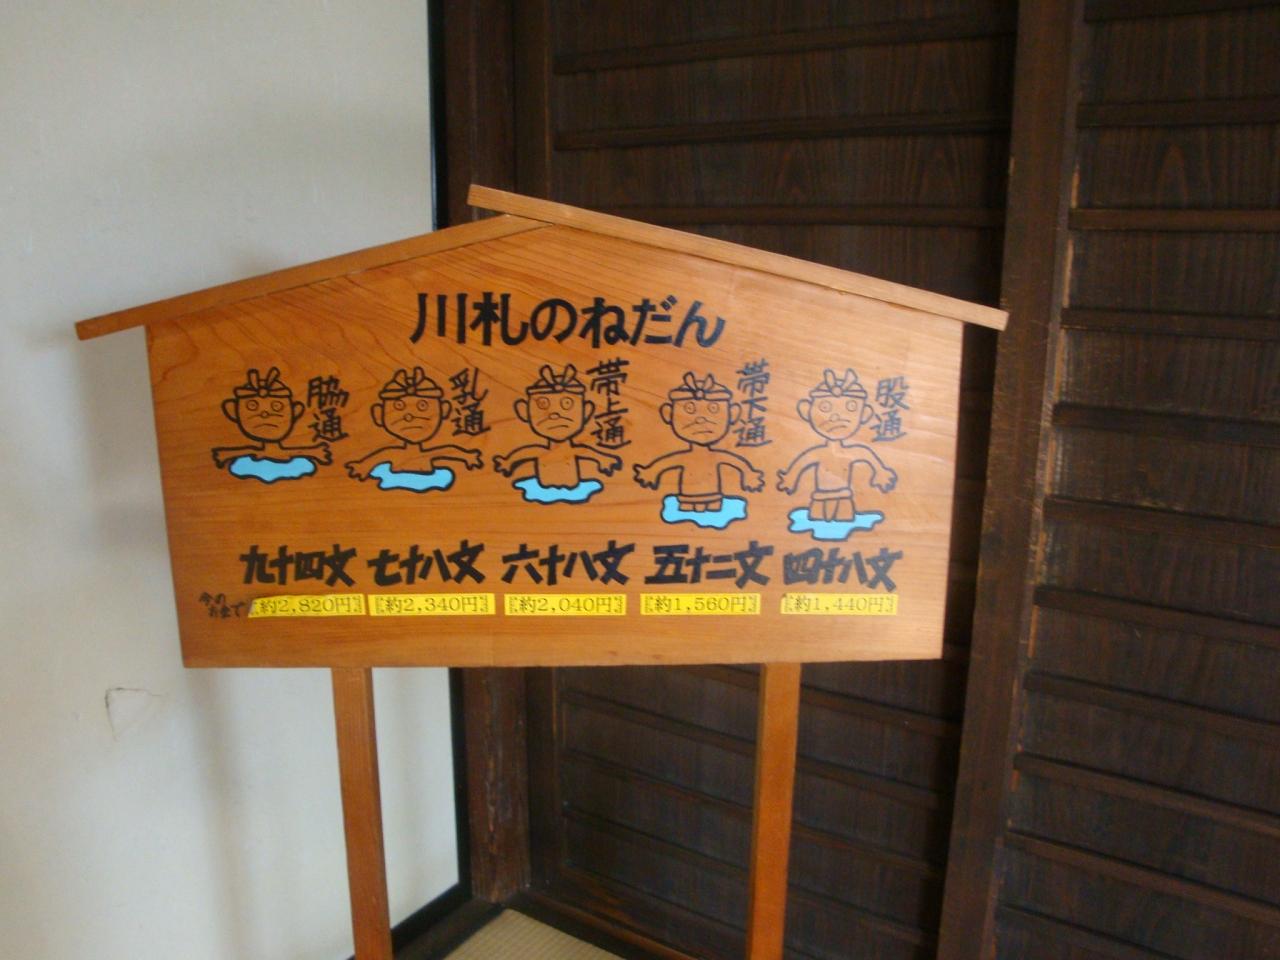 川札のねだん
脇通
乳通
帯上通
帯下通
股通
九十四文 七十八文 六十八文 五十二文 四十八文
今の
お金で
約2,820円 約2,340円 約2,040円 約1,560円 約1,440円